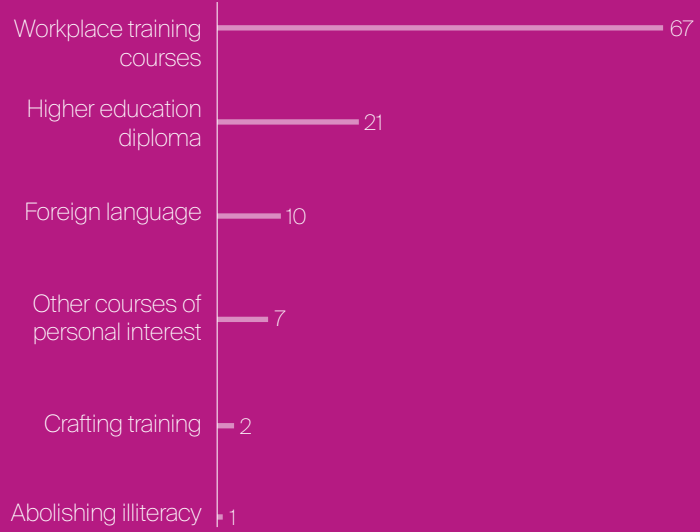 Workplace training 67
courses
Higher education
diploma 21
Foreign language 10
Other courses of
personal interest 7
Crafting training 2
Abolishing illiteracy 1